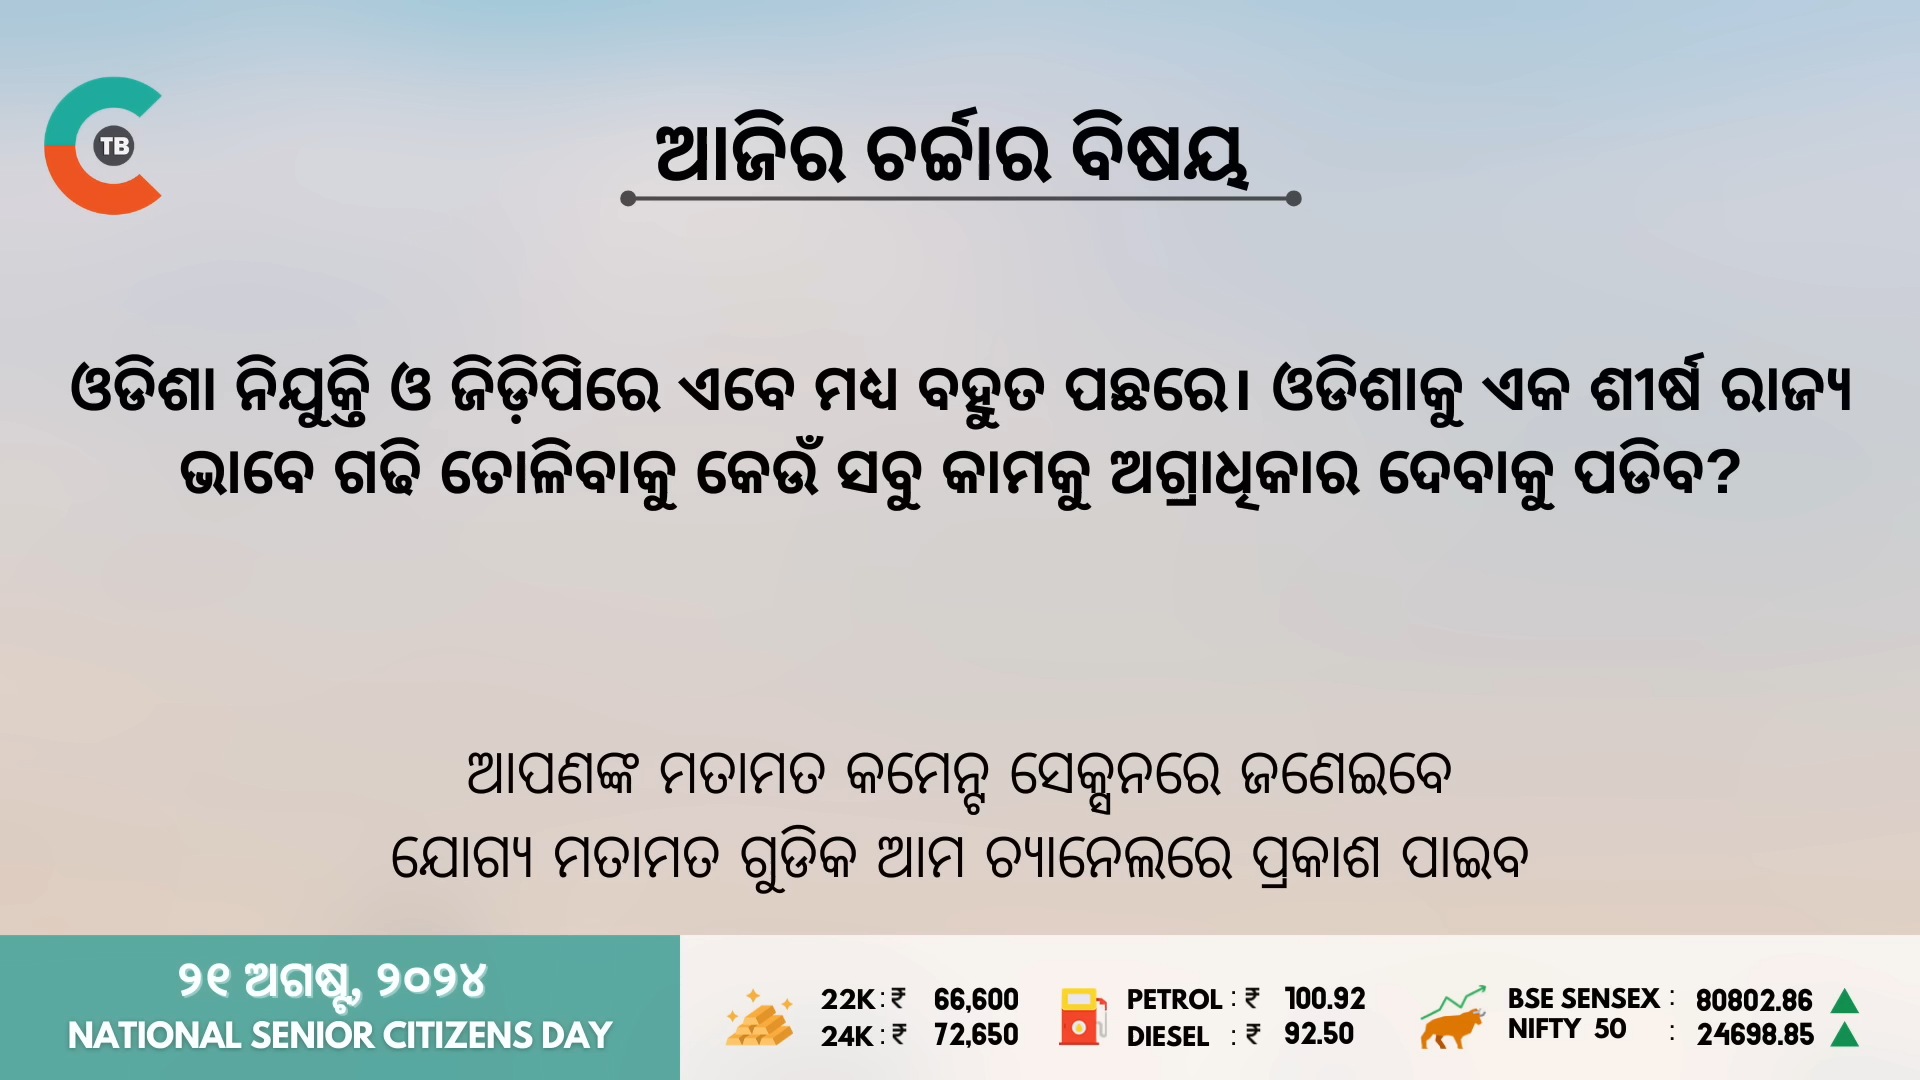 TB
ଆଜିର ଚର୍ଚ୍ଚାର ବିଷୟ
ଓଡିଶା ନିଯୁକ୍ତି ଓ ଜିଡ଼ିପିରେ ଏବେ ମଧ୍ୟ ବହୁତ ପଛରେ। ଓଡିଶାକୁ ଏକ ଶୀର୍ଷ ରାଜ୍ୟ
ଭାବେ ଗଢି ତୋଳିବାକୁ କେଉଁ ସବୁ କାମକୁ ଅଗ୍ରାଧିକାର ଦେବାକୁ ପଡିବ?
ଆପଣଙ୍କ ମତାମତ କମେନ୍ଟ ସେକ୍ସନରେ ଜଣେଇବେ
ଯୋଗ୍ୟ ମତାମତ ଗୁଡିକ ଆମ ଚ୍ୟାନେଲରେ ପ୍ରକାଶ ପାଇବ
୨୧ ଅଗଷ୍ଟ, ୨୦୨୪
NATIONAL SENIOR CITIZENS DAY
22K : ₹ 66,600
24K : ₹ 72,650
PETROL : ₹ 100.92
DIESEL : ₹ 92.50
BSE SENSEX : 80802.86
NIFTY 50 : 24698.85